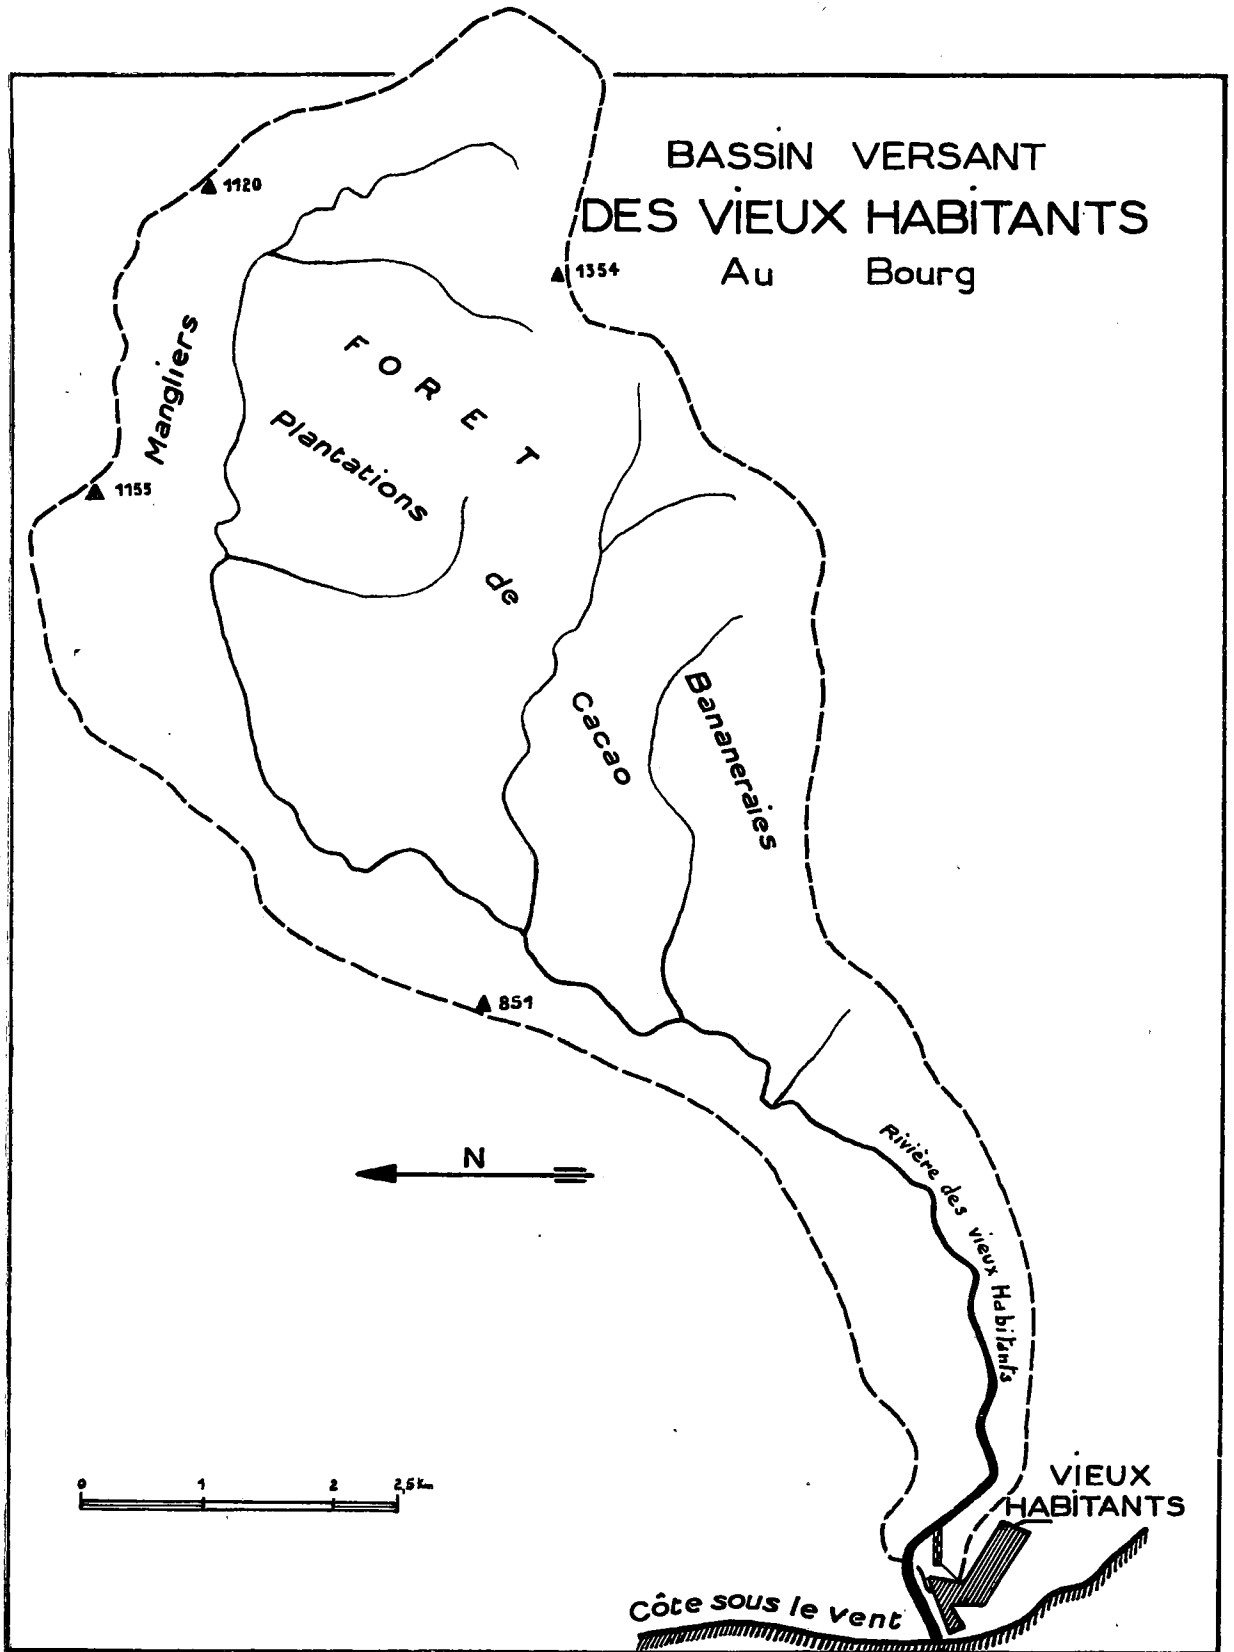 BASSIN VERSANT
DES VIEUX HABITANTS
Au Bourg
1120
1354
Mangliers
FORET
Plantations
1155
de
Cacao
Bananeraies
851
N
Rivière des vieux Habitants
0 1 2 2,5 Km
VIEUX
HABITANTS
Côte sous le vent